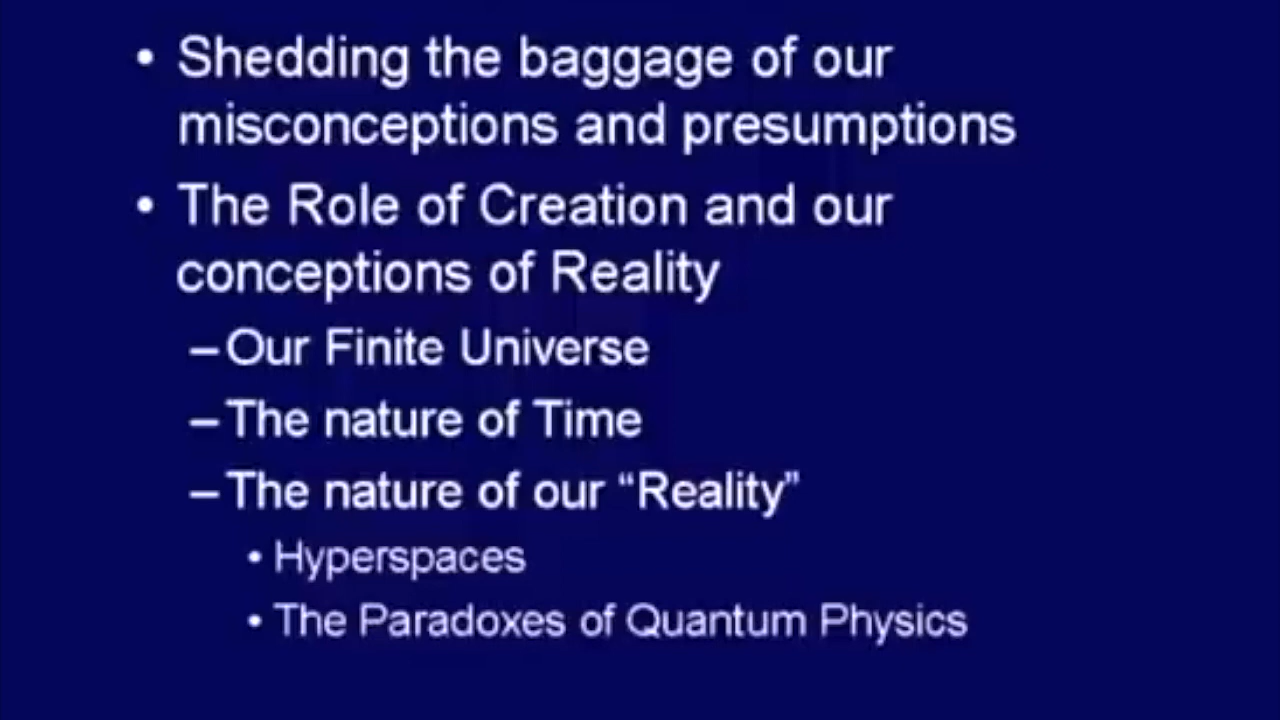 • Shedding the baggage of our
misconceptions and presumptions
• The Role of Creation and our
conceptions of Reality
– Our Finite Universe
– The nature of Time
– The nature of our “Reality”
• Hyperspaces
• The Paradoxes of Quantum Physics